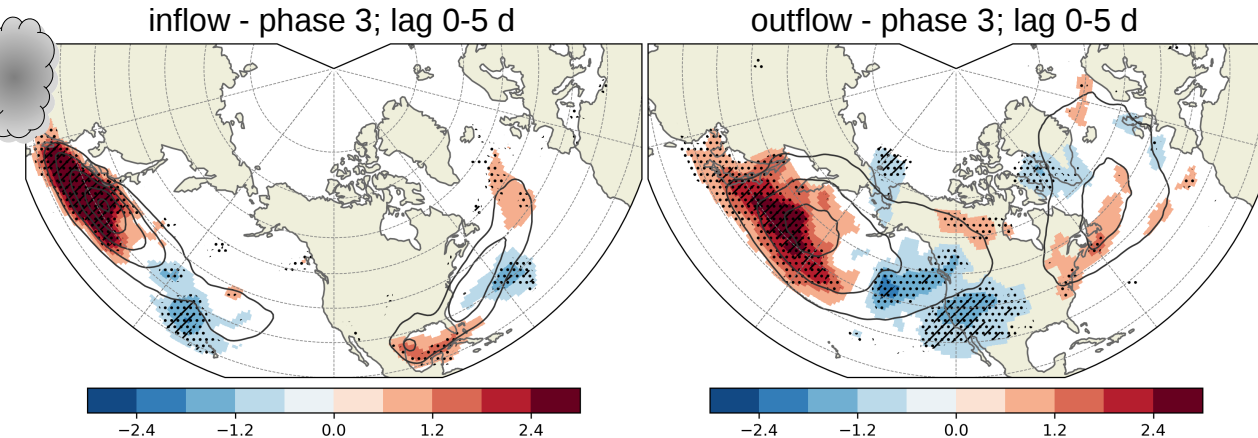 inflow - phase 3; lag 0-5 d
outflow - phase 3; lag 0-5 d
−2.4 −1.2 0.0 1.2 2.4
−2.4 −1.2 0.0 1.2 2.4